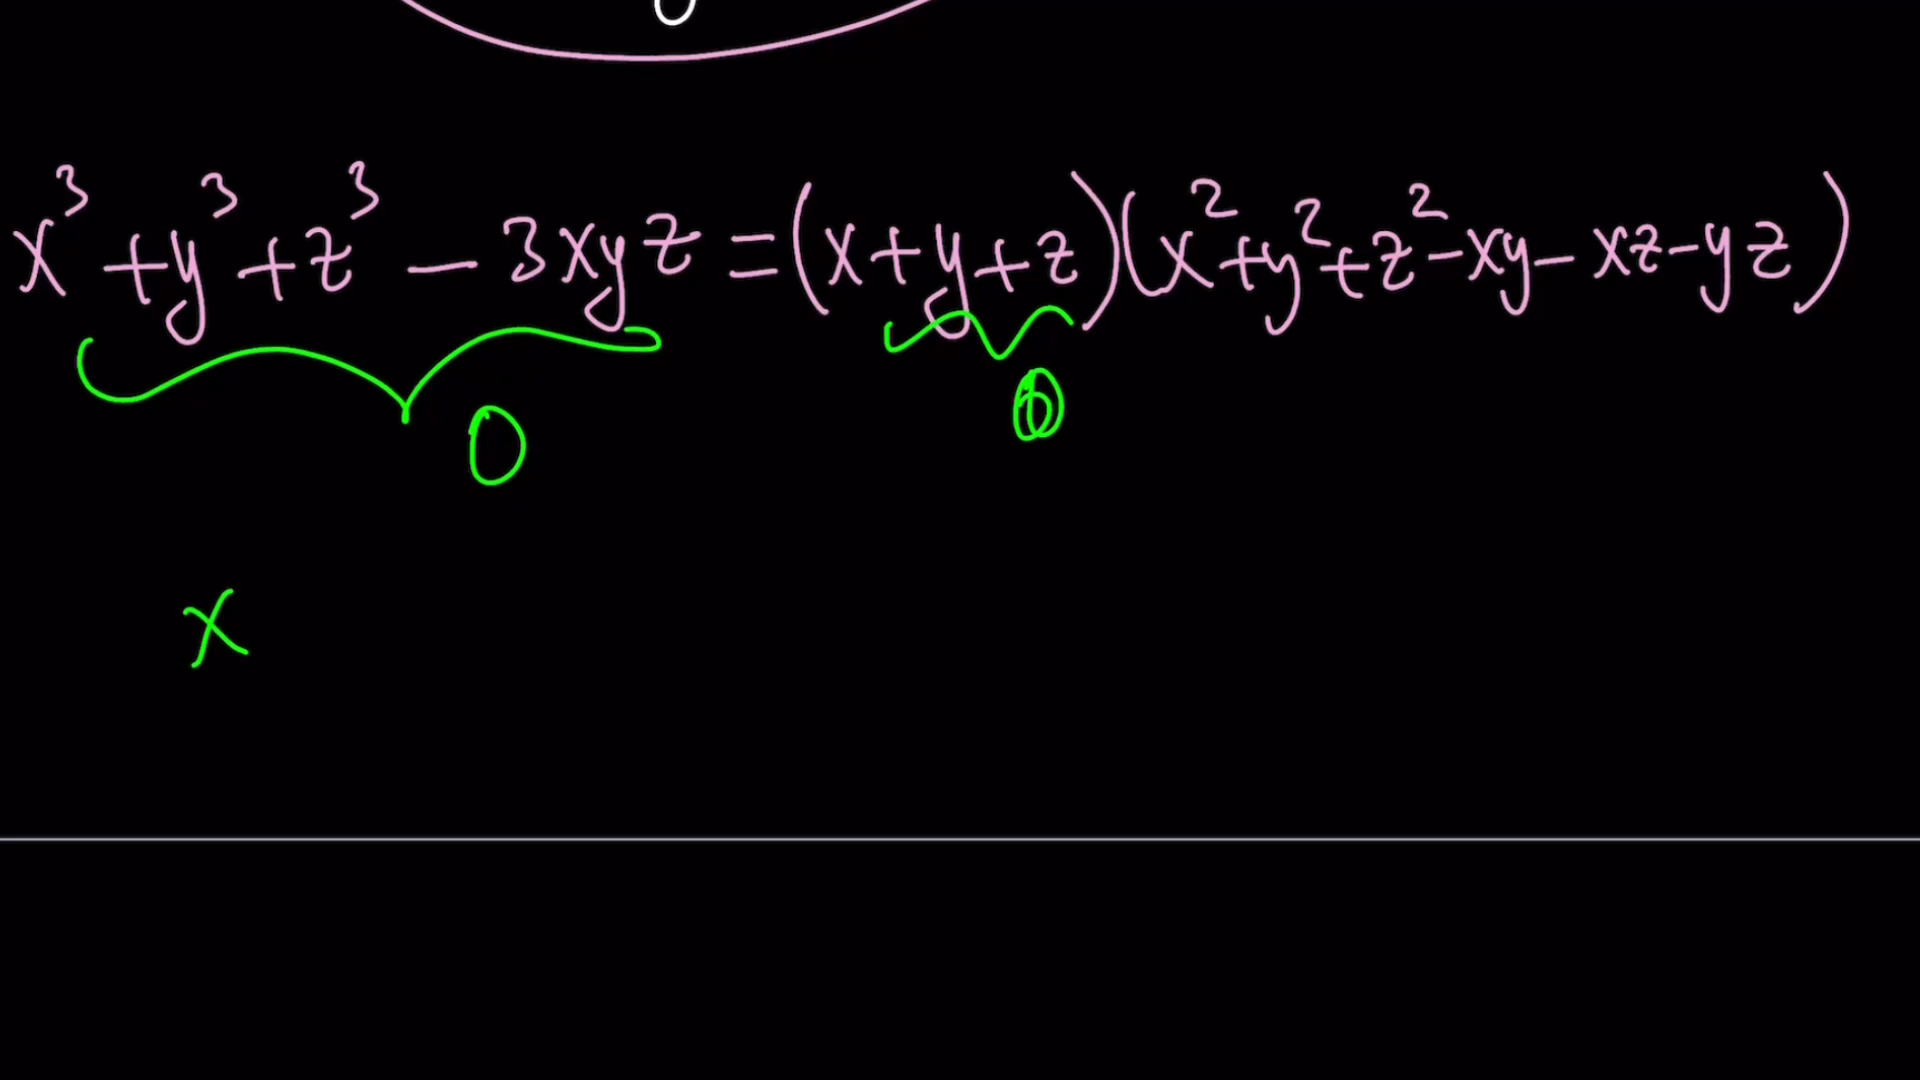 x³ + y³ + z³ - 3xyz = (x+y+z)(x²+y²+z²-xy-xz-yz)
0 0
x